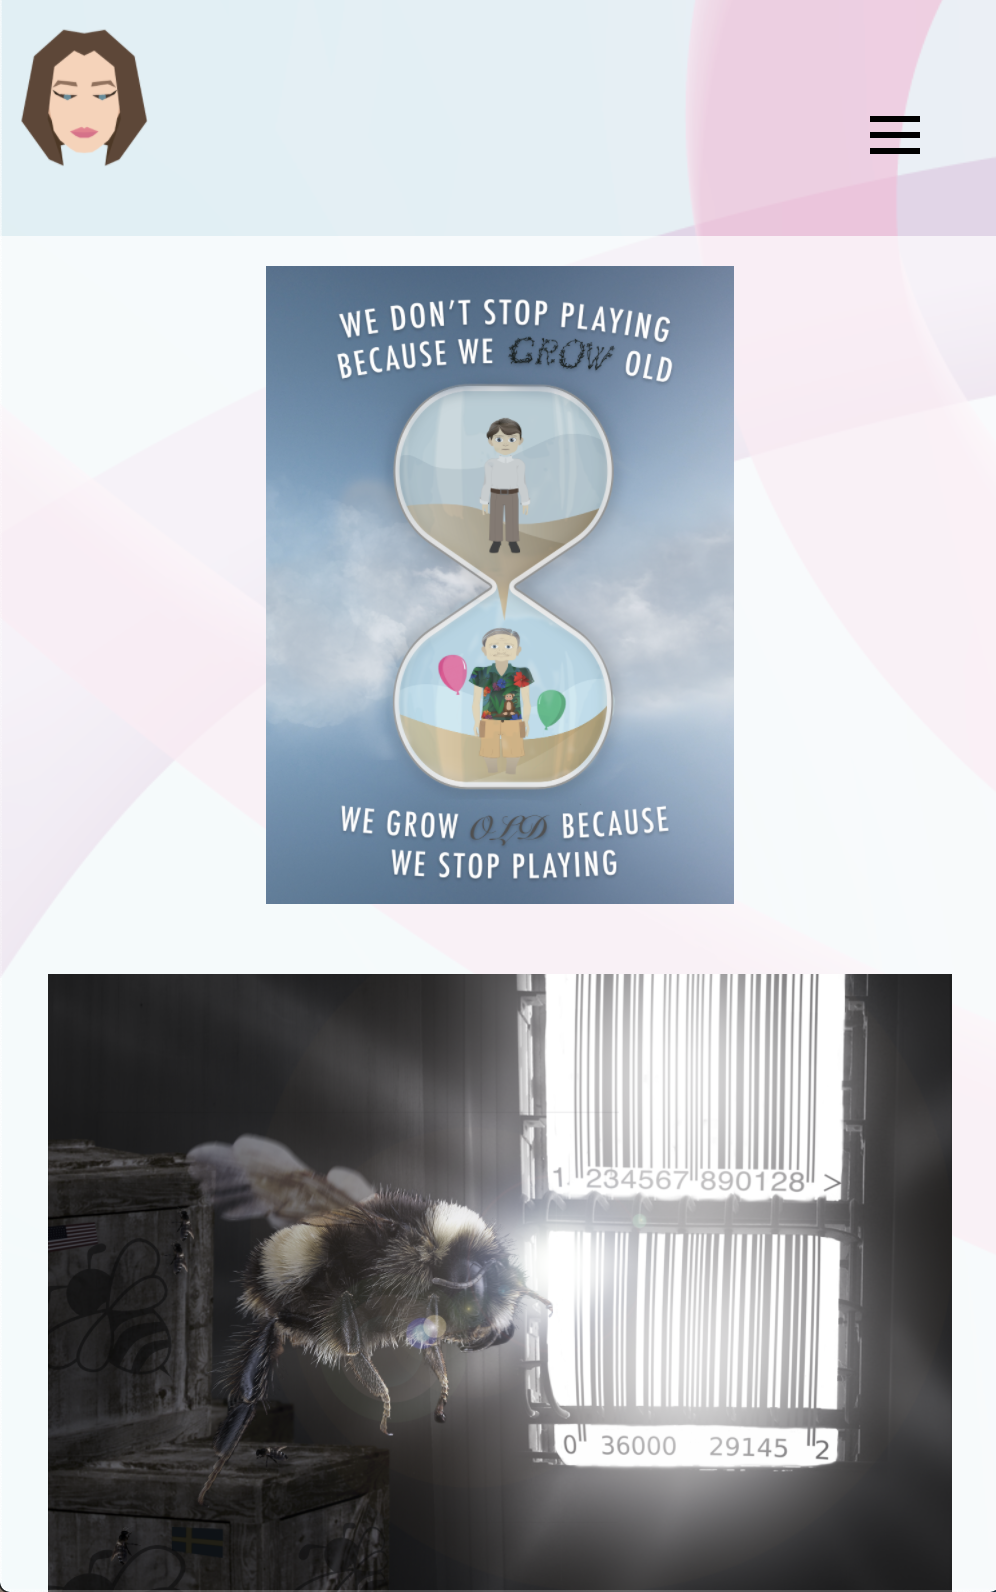 WE DON'T STOP PLAYING
BECAUSE WE GROW OLD
WE GROW OLD BECAUSE
WE STOP PLAYING
1 234567 890128 >
0 36000 29145 2